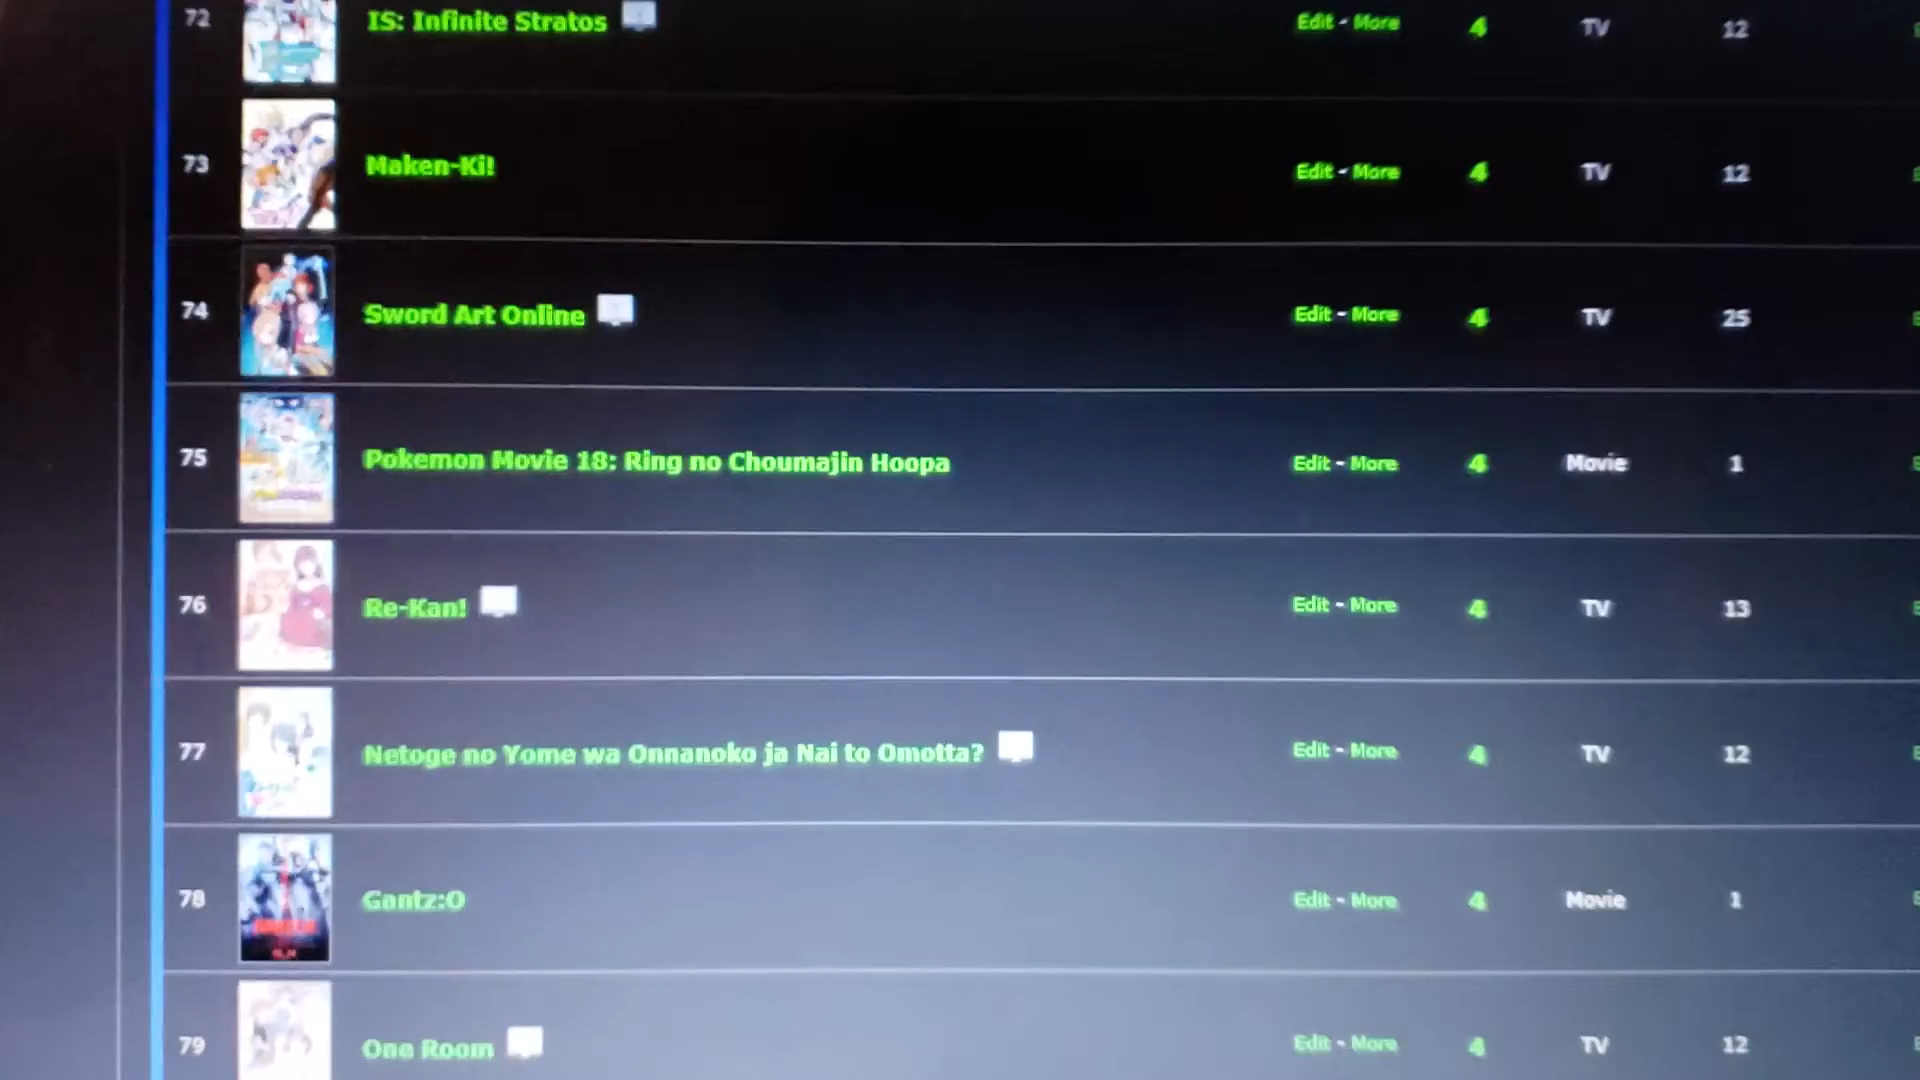 72 IS: Infinite Stratos Edit - More 4 TV 12
73 Maken-Ki! Edit - More 4 TV 12
74 Sword Art Online Edit - More 4 TV 25
75 Pokemon Movie 18: Ring no Choumajin Hoopa Edit - More 4 Movie 1
76 Re-Kan! Edit - More 4 TV 13
77 Netoge no Yome wa Onnanoko ja Nai to Omotta? Edit - More 4 TV 12
78 Gantz:O Edit - More 4 Movie 1
79 One Room Edit - More 4 TV 12